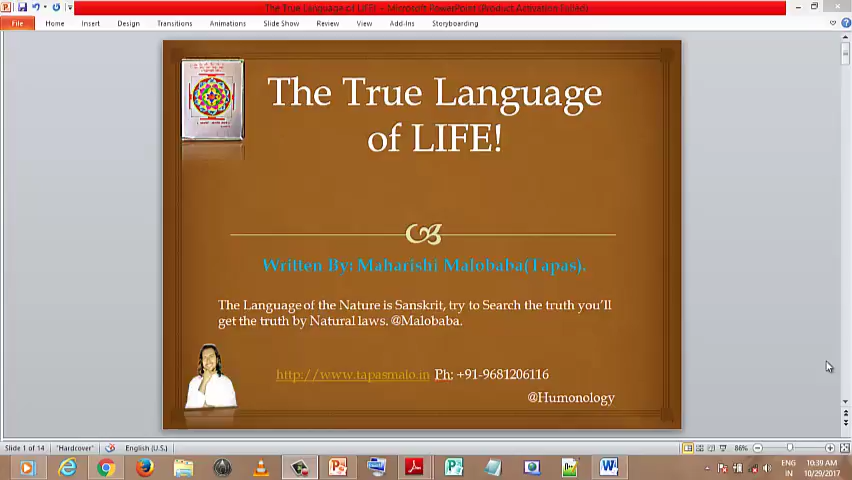 The True Language of LIFE! - Microsoft PowerPoint (Product Activation Failed)
File Home Insert Design Transitions Animations Slide Show Review View Add-Ins Storyboarding
The True Language
of LIFE!
Written By: Maharishi Malobaba(Tapas).
The Language of the Nature is Sanskrit, try to Search the truth you'll
get the truth by Natural laws. @Malobaba.
http://www.tapasmalo.in Ph: +91-9681206116
@Humonology
Slide 1 of 14 "Hardcover" English (U.S.) 86%
ENG 10:39 AM
IN 10/29/2017